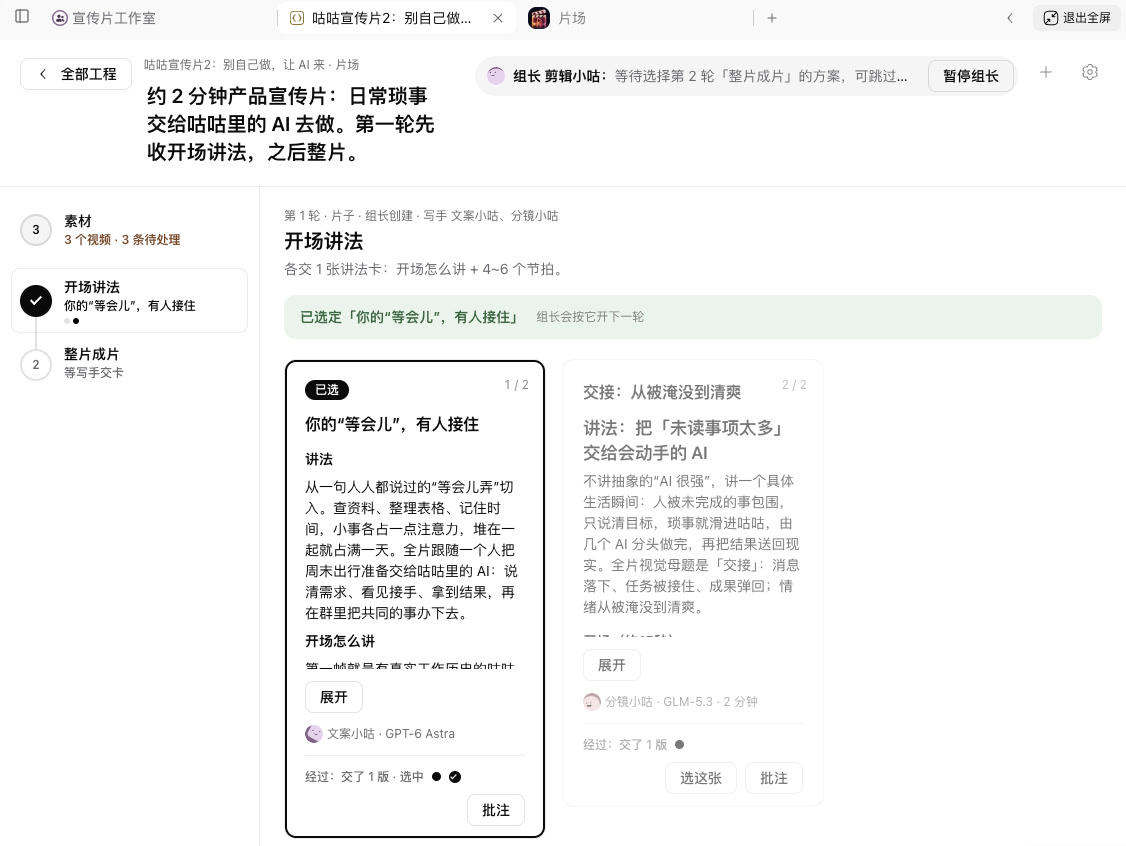 宣传片工作室
咕咕宣传片2：别自己做...
片场
退出全屏
全部工程
咕咕宣传片2：别自己做，让 AI 来 · 片场
约 2 分钟产品宣传片：日常琐事
交给咕咕里的 AI 去做。第一轮先
收开场讲法，之后整片。
组长 剪辑小咕：等待选择第 2 轮「整片成片」的方案，可跳过...
暂停组长
3
素材
3 个视频 · 3 条待处理
开场讲法
你的“等会儿”，有人接住
2
整片成片
等写手交卡
第 1 轮 · 片子 · 组长创建 · 写手 文案小咕、分镜小咕
开场讲法
各交 1 张讲法卡：开场怎么讲 + 4~6 个节拍。
已选定「你的“等会儿”，有人接住」 组长会按它开下一轮
已选
1 / 2
你的“等会儿”，有人接住
讲法
从一句人人都说过的“等会儿弄”切
入。查资料、整理表格、记住时
间，小事各占一点注意力，堆在一
起就占满一天。全片跟随一个人把
周末出行准备交给咕咕里的 AI：说
清需求、看见接手、拿到结果，再
在群里把共同的事办下去。
开场怎么讲
第一帧就是有真实工作历史的咕咕
展开
文案小咕 · GPT-6 Astra
经过：交了 1 版 · 选中
批注
交接：从被淹没到清爽
2 / 2
讲法：把「未读事项太多」
交给会动手的 AI
不讲抽象的“AI 很强”，讲一个具体
生活瞬间：人被未完成的事包围，
只说清目标，琐事就滑进咕咕，由
几个 AI 分头做完，再把结果送回现
实。全片视觉母题是「交接」：消息
落下、任务被接住、成果弹回；情
绪从被淹没到清爽。
展开
分镜小咕 · GLM-5.3 · 2 分钟
经过：交了 1 版
选这张
批注